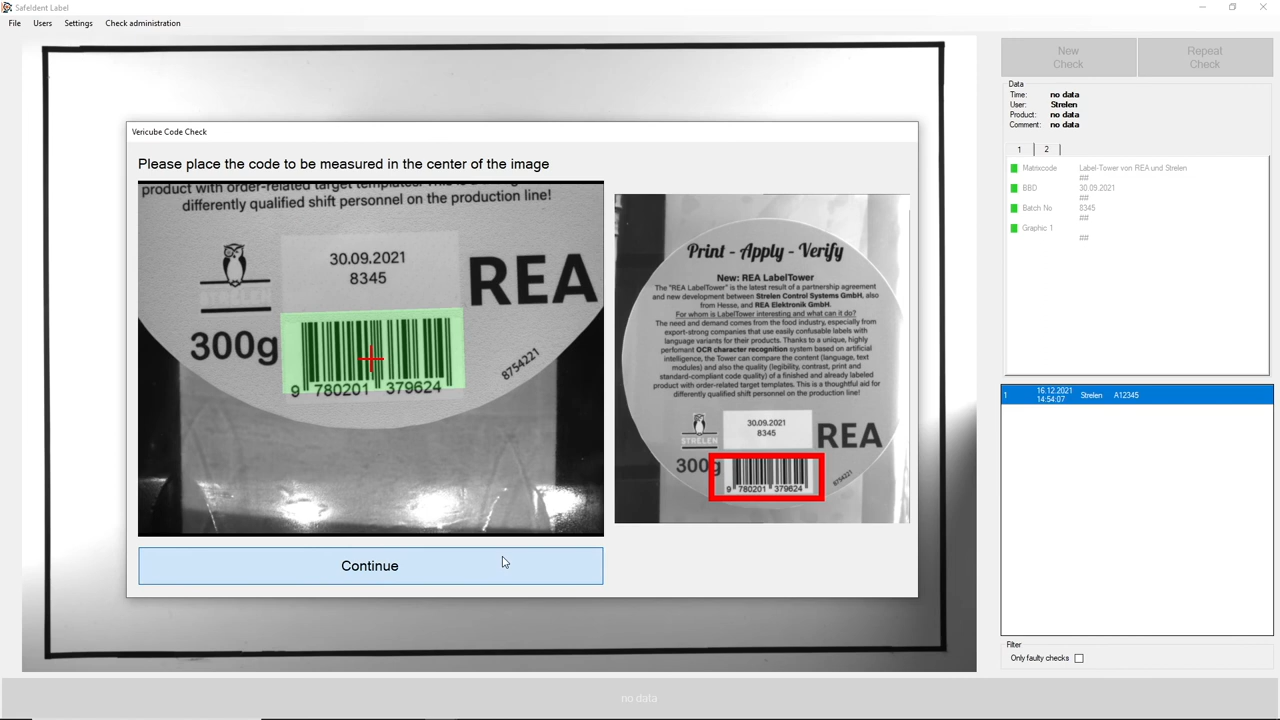 SafeIdent Label
File Users Settings Check administration
Vericube Code Check
Please place the code to be measured in the center of the image
product with order-related target templates. This is a
differently qualified shift personnel on the production line!
30.09.2021
8345
STRELEN
REA
300g
8754221
9 780201 379624
Continue
Print - Apply - Verify
New: REA LabelTower
The "REA LabelTower" is the latest result of a partnership agreement
and new development between Strelen Control Systems GmbH, also
from Hesse, and REA Elektronik GmbH.
For whom is LabelTower interesting and what can it do?
The need and demand comes from the food industry, especially from
export-strong companies that use easily confusable labels with
language variants for their products. Thanks to a unique, highly
perfomant OCR character recognition system based on artificial
intelligence, the Tower can compare the content (language, text
modules) and also the quality (legibility, contrast, print and
standard-compliant code quality) of a finished and already labeled
product with order-related target templates. This is a thoughtful aid for
differently qualified shift personnel on the production line!
30.09.2021
8345
STRELEN
REA
300g
8754221
9 780201 379624
New Check
Repeat Check
Data
Time: no data
User: Strelen
Product: no data
Comment: no data
1 2
Matrixcode Label-Tower von REA und Strelen
##
BBD 30.09.2021
##
Batch No 8345
##
Graphic 1
##
1 16.12.2021 14:54:07 Strelen A12345
Filter
Only faulty checks
no data